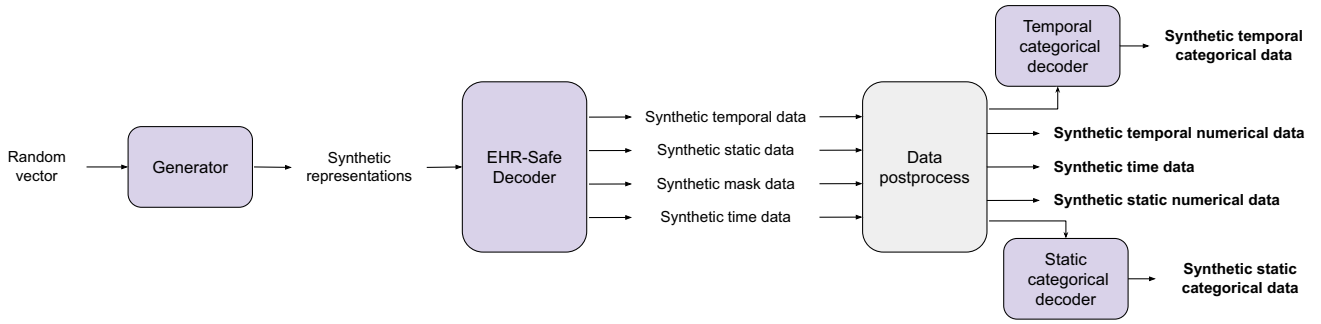 Random
vector
Generator
Synthetic
representations
EHR-Safe
Decoder
Synthetic temporal data
Synthetic static data
Synthetic mask data
Synthetic time data
Data
postprocess
Temporal
categorical
decoder
Synthetic temporal
categorical data
Synthetic temporal numerical data
Synthetic time data
Synthetic static numerical data
Static
categorical
decoder
Synthetic static
categorical data